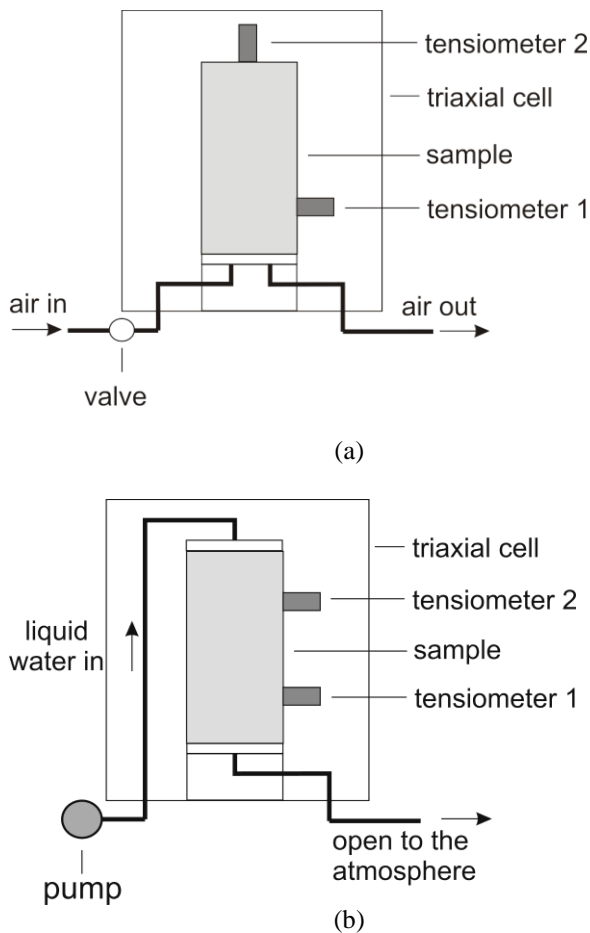 tensiometer 2
triaxial cell
sample
tensiometer 1
air in
air out
valve
(a)
triaxial cell
tensiometer 2
liquid
water in
sample
tensiometer 1
open to the
atmosphere
pump
(b)